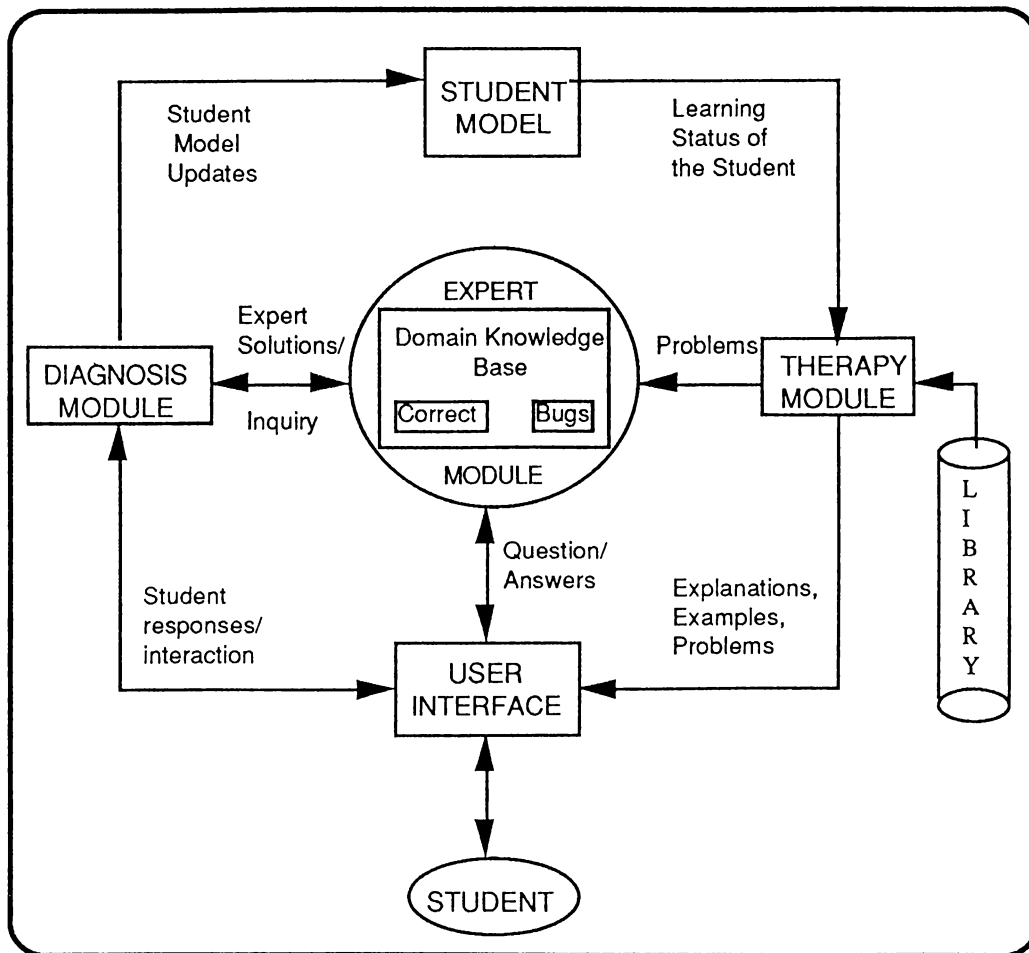 STUDENT
MODEL
Student
Model
Updates
Learning
Status of
the Student
EXPERT
Domain Knowledge
Base
Correct
Bugs
MODULE
Expert
Solutions/
Inquiry
DIAGNOSIS
MODULE
Problems
THERAPY
MODULE
L
I
B
R
A
R
Y
Question/
Answers
Student
responses/
interaction
Explanations,
Examples,
Problems
USER
INTERFACE
STUDENT